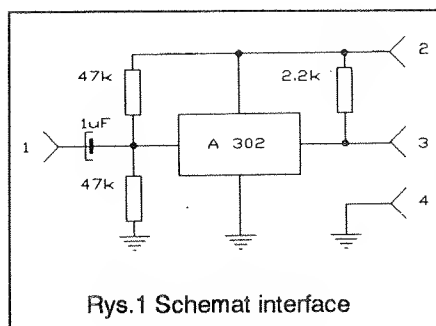 47k
2.2k
2
1uF
1
A 302
3
47k
4
Rys.1 Schemat interface